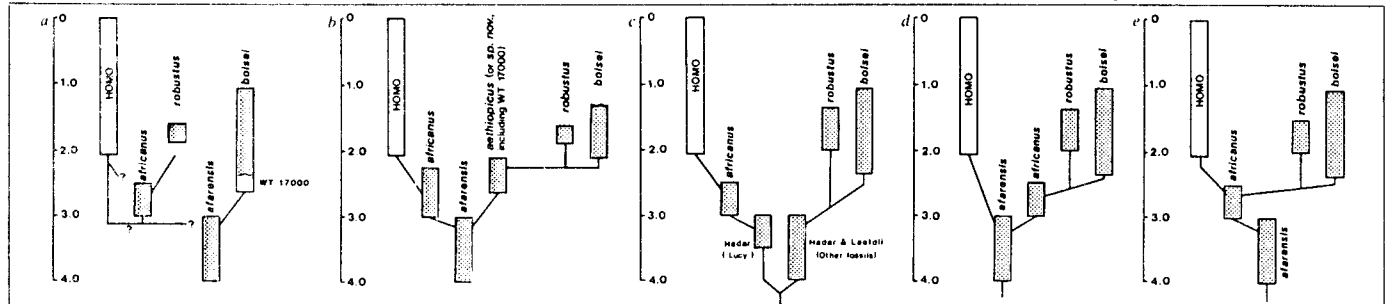 a
0
1.0
2.0
3.0
4.0
HOMO
africanus
robustus
afarensis
boisei
WT 17000
?
?
?
b
0
1.0
2.0
3.0
4.0
HOMO
africanus
afarensis
aethiopicus (or sp. nov.,
including WT 17000)
robustus
boisei
c
0
1.0
2.0
3.0
4.0
HOMO
africanus
Hadar
(Lucy)
Hadar & Laetoli
(Other fossils)
robustus
boisei
d
0
1.0
2.0
3.0
4.0
HOMO
afarensis
africanus
robustus
boisei
e
0
1.0
2.0
3.0
4.0
HOMO
africanus
afarensis
robustus
boisei